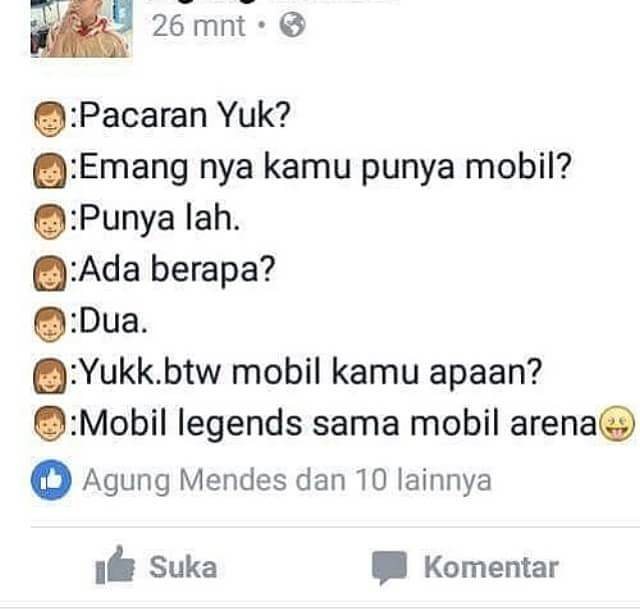 26 mnt •
:Pacaran Yuk?
:Emang nya kamu punya mobil?
:Punya lah.
:Ada berapa?
:Dua.
:Yukk.btw mobil kamu apaan?
:Mobil legends sama mobil arena😛
Agung Mendes dan 10 lainnya
Suka
Komentar